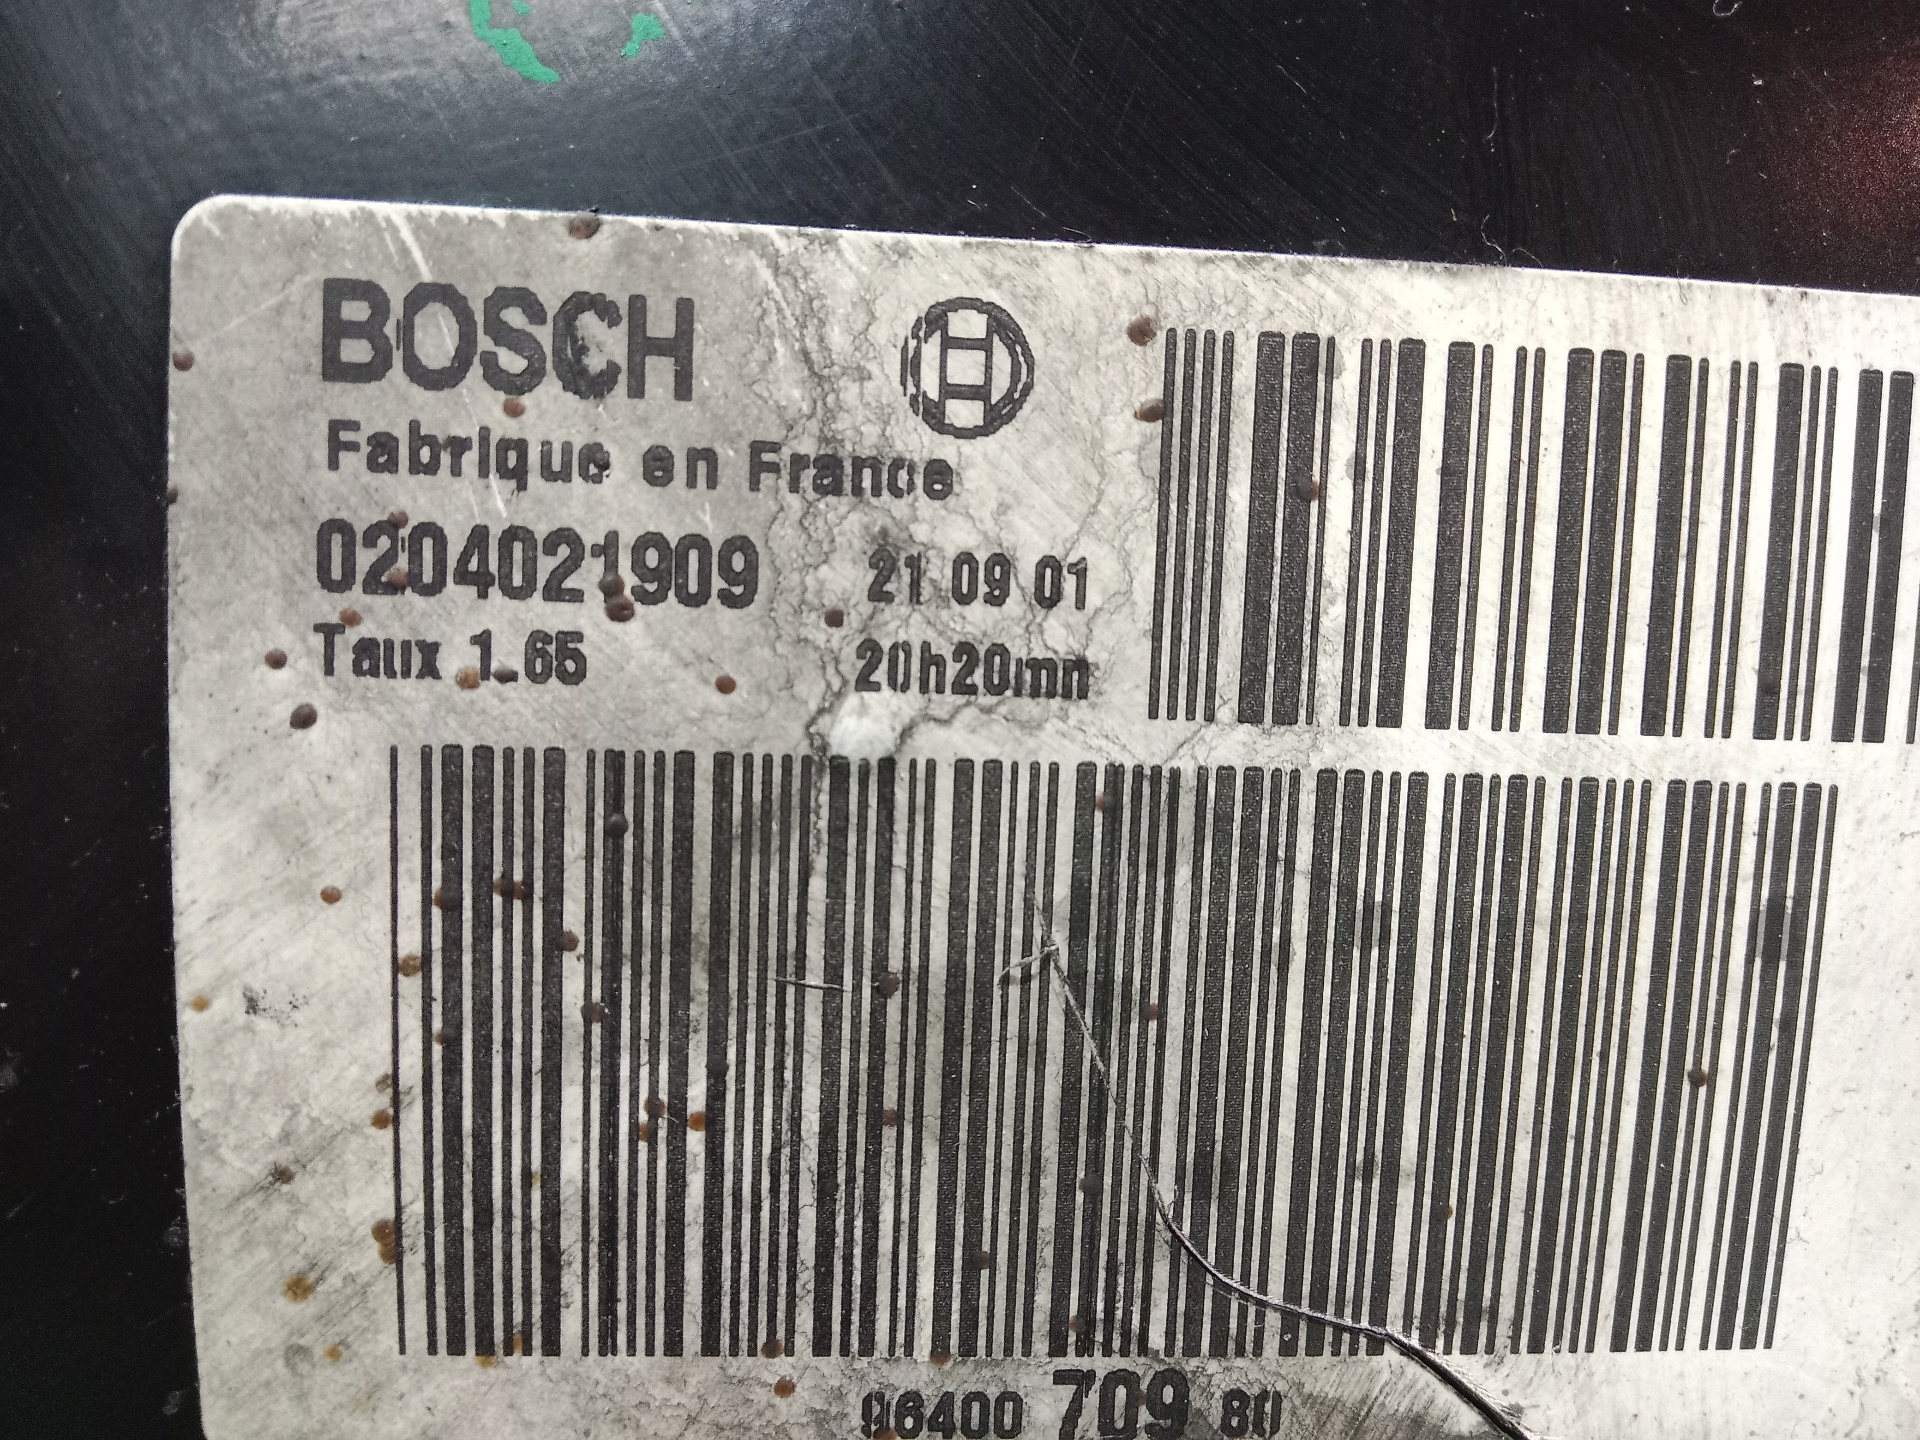 BOSCH
Fabrique en France
0204021909 21 09 01
Taux 1.65 20h20mn
96400 709 80